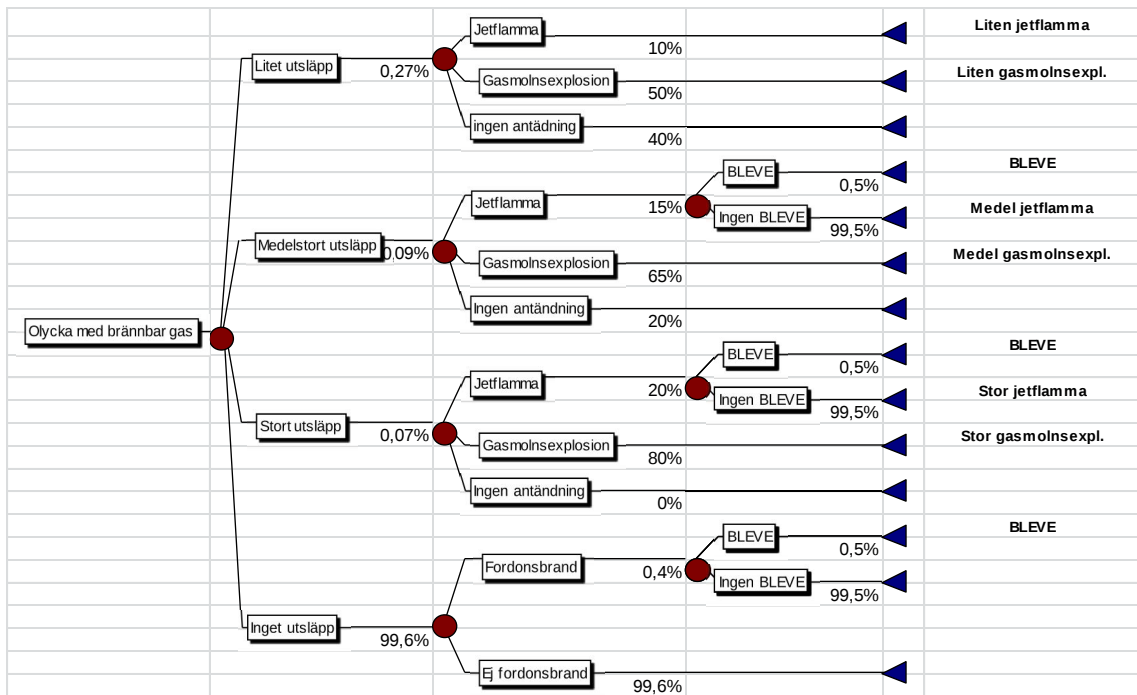 Jetflamma
10%
Liten jetflamma
Litet utsläpp
0,27%
Gasmolnsexplosion
50%
Liten gasmolnsexpl.
ingen antädning
40%
BLEVE
0,5%
BLEVE
Jetflamma
15%
Ingen BLEVE
99,5%
Medel jetflamma
Medelstort utsläpp
0,09%
Gasmolnsexplosion
65%
Medel gasmolnsexpl.
Ingen antändning
20%
Olycka med brännbar gas
BLEVE
0,5%
BLEVE
Jetflamma
20%
Ingen BLEVE
99,5%
Stor jetflamma
Stort utsläpp
0,07%
Gasmolnsexplosion
80%
Stor gasmolnsexpl.
Ingen antändning
0%
BLEVE
0,5%
BLEVE
Fordonsbrand
0,4%
Ingen BLEVE
99,5%
Inget utsläpp
99,6%
Ej fordonsbrand
99,6%